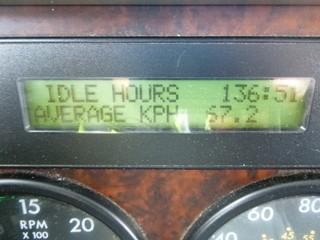 IDLE HOURS 136:51
AVERAGE KPH 67.2
15 20 40 60 80
RPM
X 100